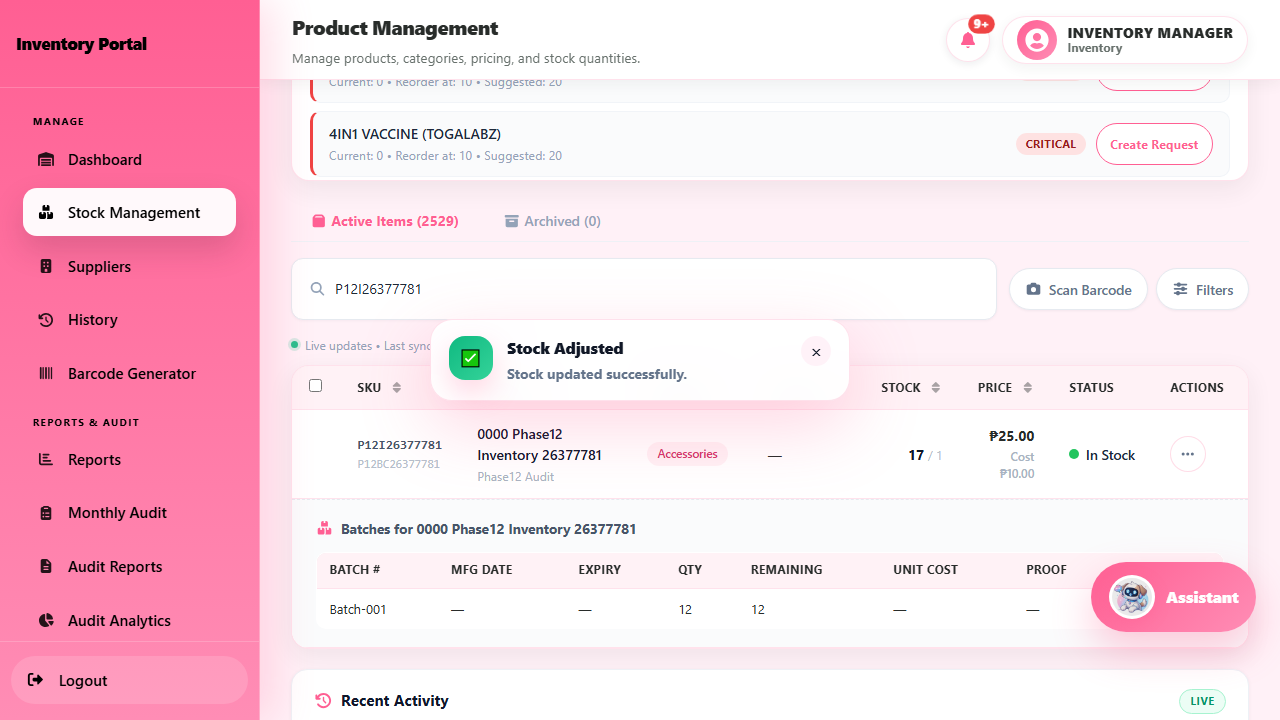 Inventory Portal
MANAGE
Dashboard
Stock Management
Suppliers
History
Barcode Generator
REPORTS & AUDIT
Reports
Monthly Audit
Audit Reports
Audit Analytics
Logout
Product Management
Manage products, categories, pricing, and stock quantities.
9+
INVENTORY MANAGER
Inventory
Current: 0 • Reorder at: 10 • Suggested: 20
4IN1 VACCINE (TOGALABZ)
Current: 0 • Reorder at: 10 • Suggested: 20
CRITICAL
Create Request
Active Items (2529)
Archived (0)
P12I26377781
Scan Barcode
Filters
Live updates • Last sync
Stock Adjusted
Stock updated successfully.
×
SKU
STOCK
PRICE
STATUS
ACTIONS
P12I26377781
P12BC26377781
0000 Phase12
Inventory 26377781
Phase12 Audit
Accessories
—
17 / 1
₱25.00
Cost
₱10.00
In Stock
Batches for 0000 Phase12 Inventory 26377781
BATCH # MFG DATE EXPIRY QTY REMAINING UNIT COST PROOF
Batch-001 — — 12 12 — —
Assistant
Recent Activity
LIVE